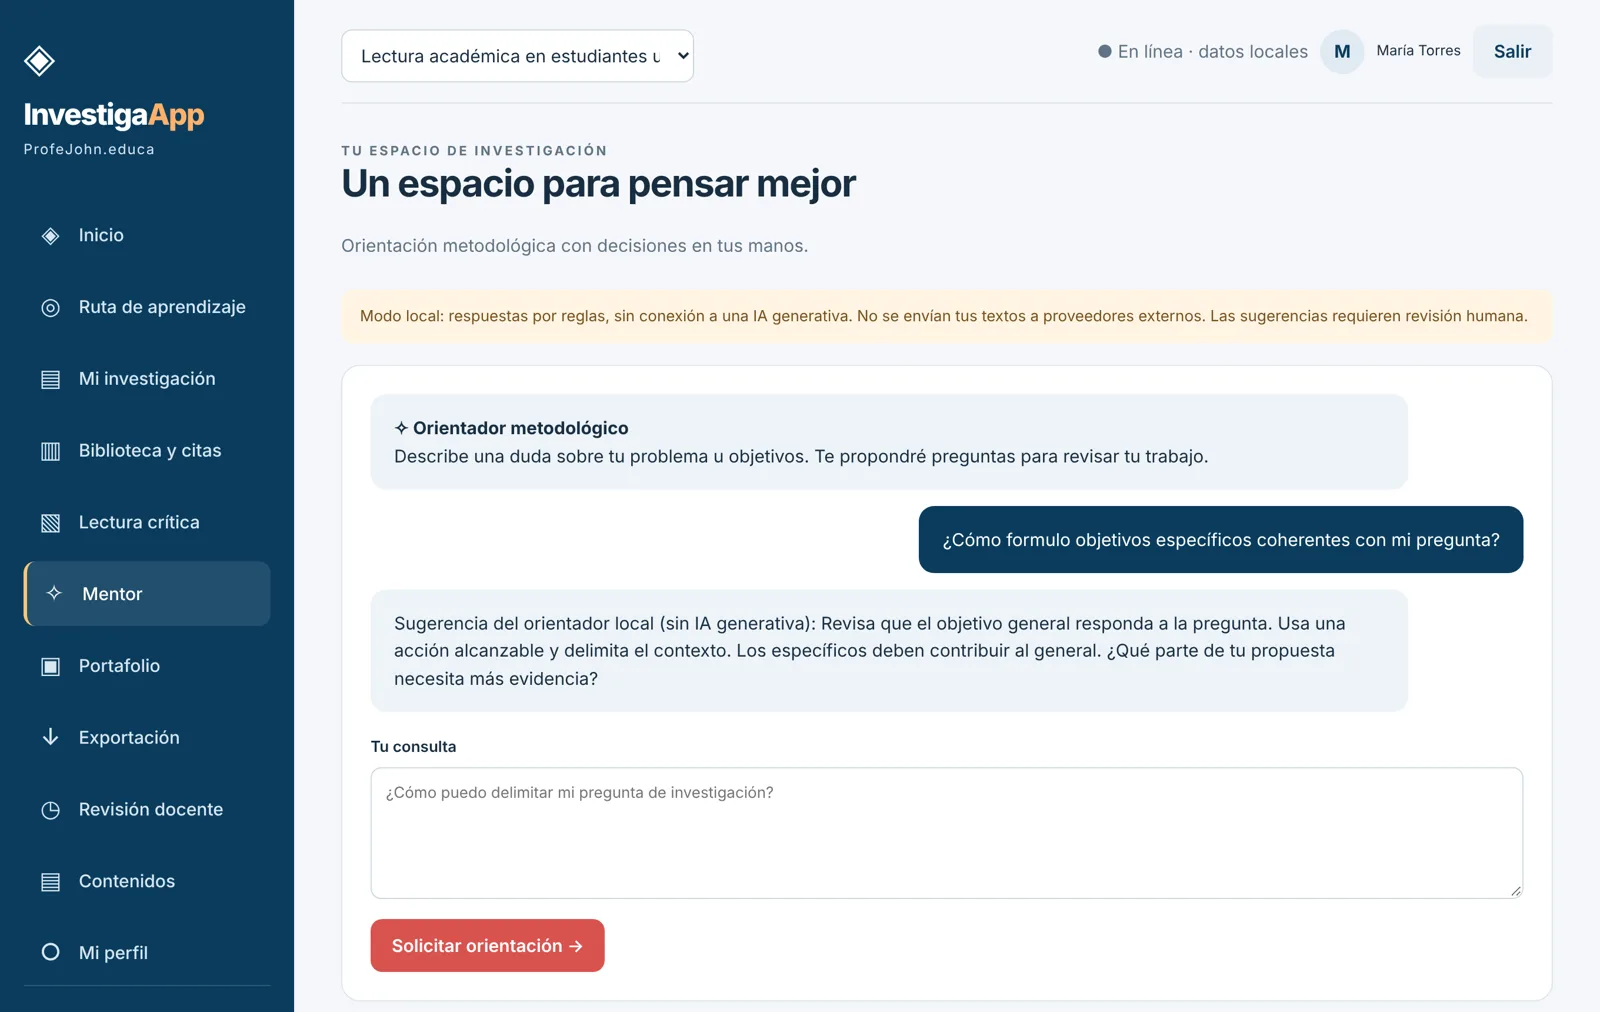 InvestigaApp
ProfeJohn.educa
Inicio
Ruta de aprendizaje
Mi investigación
Biblioteca y citas
Lectura crítica
Mentor
Portafolio
Exportación
Revisión docente
Contenidos
Mi perfil
Lectura académica en estudiantes u
En línea · datos locales
M
María Torres
Salir
TU ESPACIO DE INVESTIGACIÓN
Un espacio para pensar mejor
Orientación metodológica con decisiones en tus manos.
Modo local: respuestas por reglas, sin conexión a una IA generativa. No se envían tus textos a proveedores externos. Las sugerencias requieren revisión humana.
Orientador metodológico
Describe una duda sobre tu problema u objetivos. Te propondré preguntas para revisar tu trabajo.
¿Cómo formulo objetivos específicos coherentes con mi pregunta?
Sugerencia del orientador local (sin IA generativa): Revisa que el objetivo general responda a la pregunta. Usa una
acción alcanzable y delimita el contexto. Los específicos deben contribuir al general. ¿Qué parte de tu propuesta
necesita más evidencia?
Tu consulta
¿Cómo puedo delimitar mi pregunta de investigación?
Solicitar orientación →